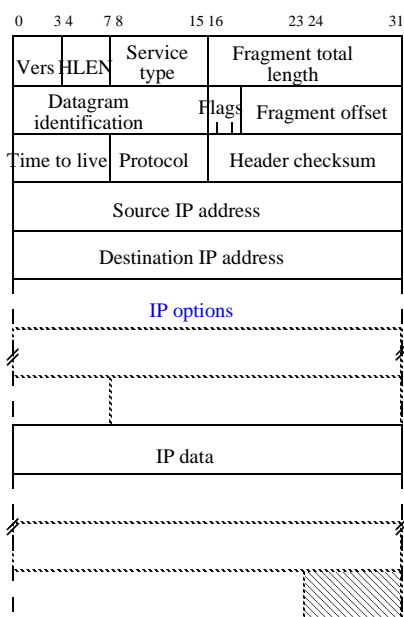 0 3 4 7 8 15 16 23 24 31
Vers HLEN Service type Fragment total length
Datagram identification Flags Fragment offset
Time to live Protocol Header checksum
Source IP address
Destination IP address
IP options
IP data